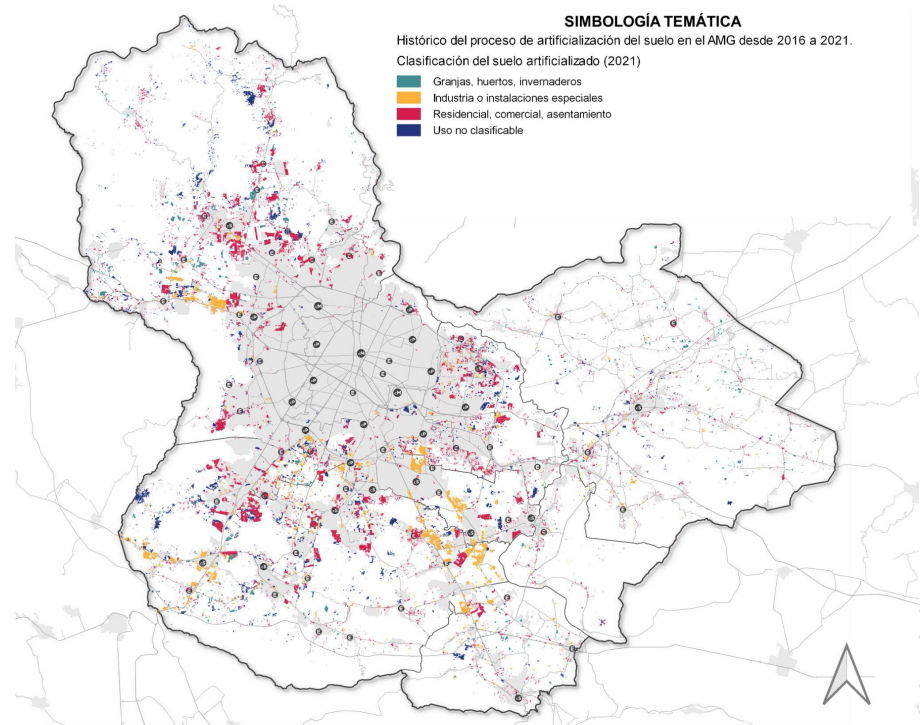 SIMBOLOGÍA TEMÁTICA
Histórico del proceso de artificialización del suelo en el AMG desde 2016 a 2021.
Clasificación del suelo artificializado (2021)
Granjas, huertos, invernaderos
Industria o instalaciones especiales
Residencial, comercial, asentamiento
Uso no clasificable